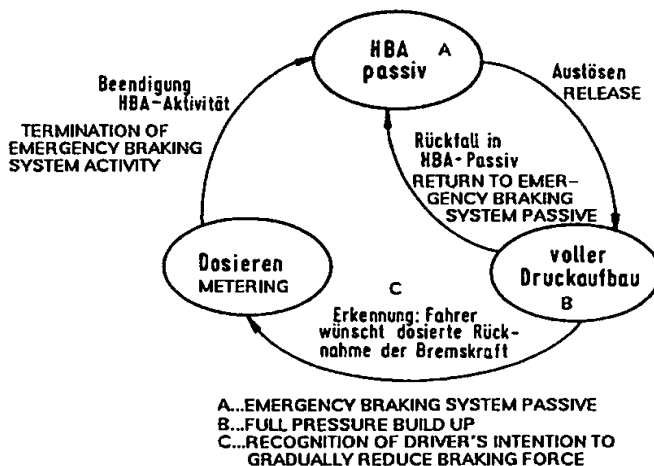 HBA A
passiv
Beendigung
HBA-Aktivität
TERMINATION OF
EMERGENCY BRAKING
SYSTEM ACTIVITY
Auslösen
RELEASE
Rückfall in
HBA-Passiv
RETURN TO EMER-
GENCY BRAKING
SYSTEM PASSIVE
Dosieren
METERING
voller
Druckaufbau
B
C
Erkennung: Fahrer
wünscht dosierte Rück-
nahme der Bremskraft
A...EMERGENCY BRAKING SYSTEM PASSIVE
B...FULL PRESSURE BUILD UP
C...RECOGNITION OF DRIVER'S INTENTION TO
GRADUALLY REDUCE BRAKING FORCE